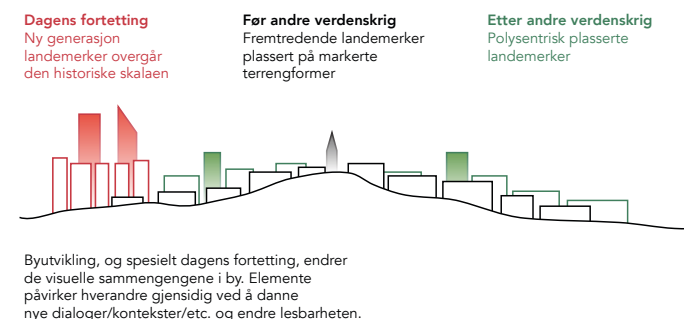 Dagens fortetting
Ny generasjon
landemerker overgår
den historiske skalaen
Før andre verdenskrig
Fremtredende landemerker
plassert på markerte
terrengformer
Etter andre verdenskrig
Polysentrisk plasserte
landemerker
Byutvikling, og spesielt dagens fortetting, endrer
de visuelle sammengengene i by. Elemente
påvirker hverandre gjensidig ved å danne
nye dialoger/kontekster/etc. og endre lesbarheten.